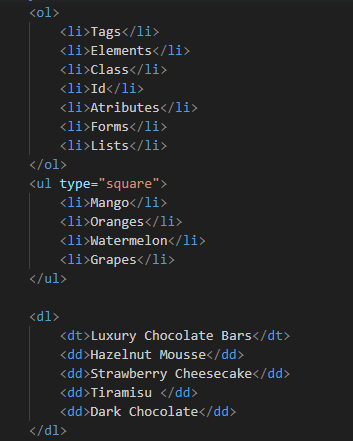 <ol>
<li>Tags</li>
<li>Elements</li>
<li>Class</li>
<li>Id</li>
<li>Atributes</li>
<li>Forms</li>
<li>Lists</li>
</ol>
<ul type="square">
<li>Mango</li>
<li>Oranges</li>
<li>Watermelon</li>
<li>Grapes</li>
</ul>
<dl>
<dt>Luxury Chocolate Bars</dt>
<dd>Hazelnut Mousse</dd>
<dd>Strawberry Cheesecake</dd>
<dd>Tiramisu </dd>
<dd>Dark Chocolate</dd>
</dl>